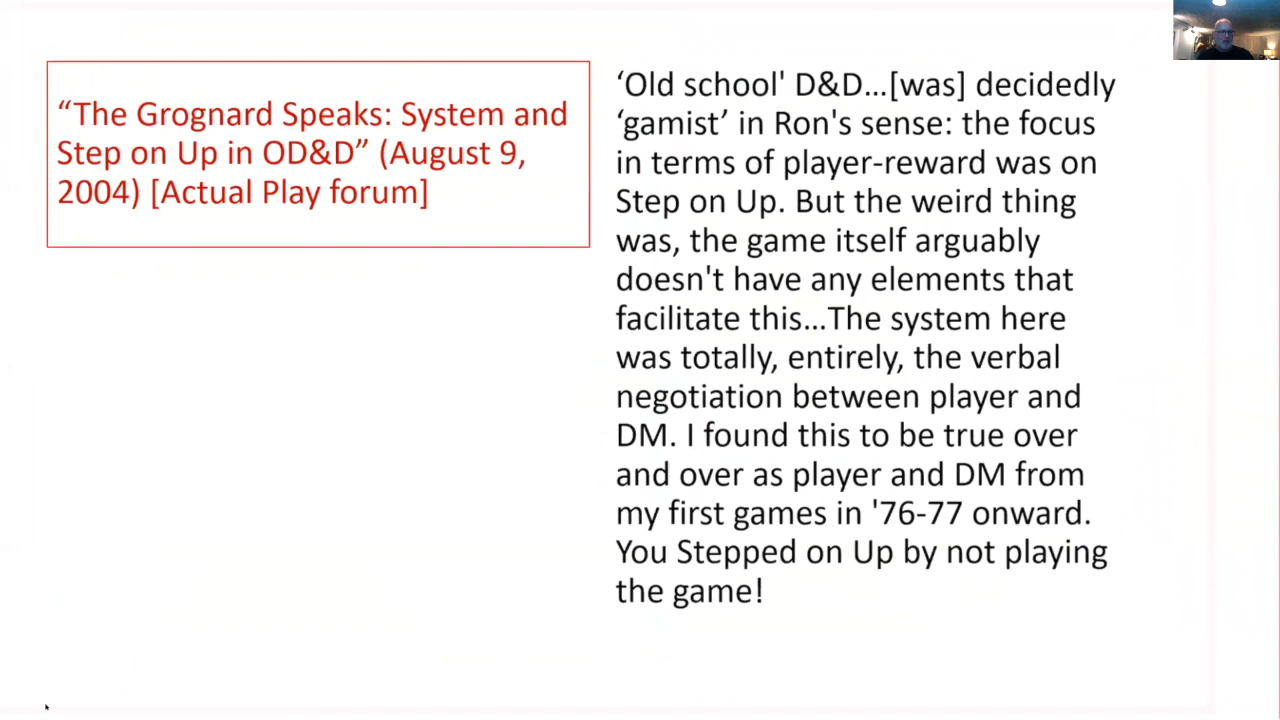 “The Grognard Speaks: System and
Step on Up in OD&D” (August 9,
2004) [Actual Play forum]
‘Old school' D&D...[was] decidedly
‘gamist’ in Ron's sense: the focus
in terms of player-reward was on
Step on Up. But the weird thing
was, the game itself arguably
doesn't have any elements that
facilitate this...The system here
was totally, entirely, the verbal
negotiation between player and
DM. I found this to be true over
and over as player and DM from
my first games in '76-77 onward.
You Stepped on Up by not playing
the game!